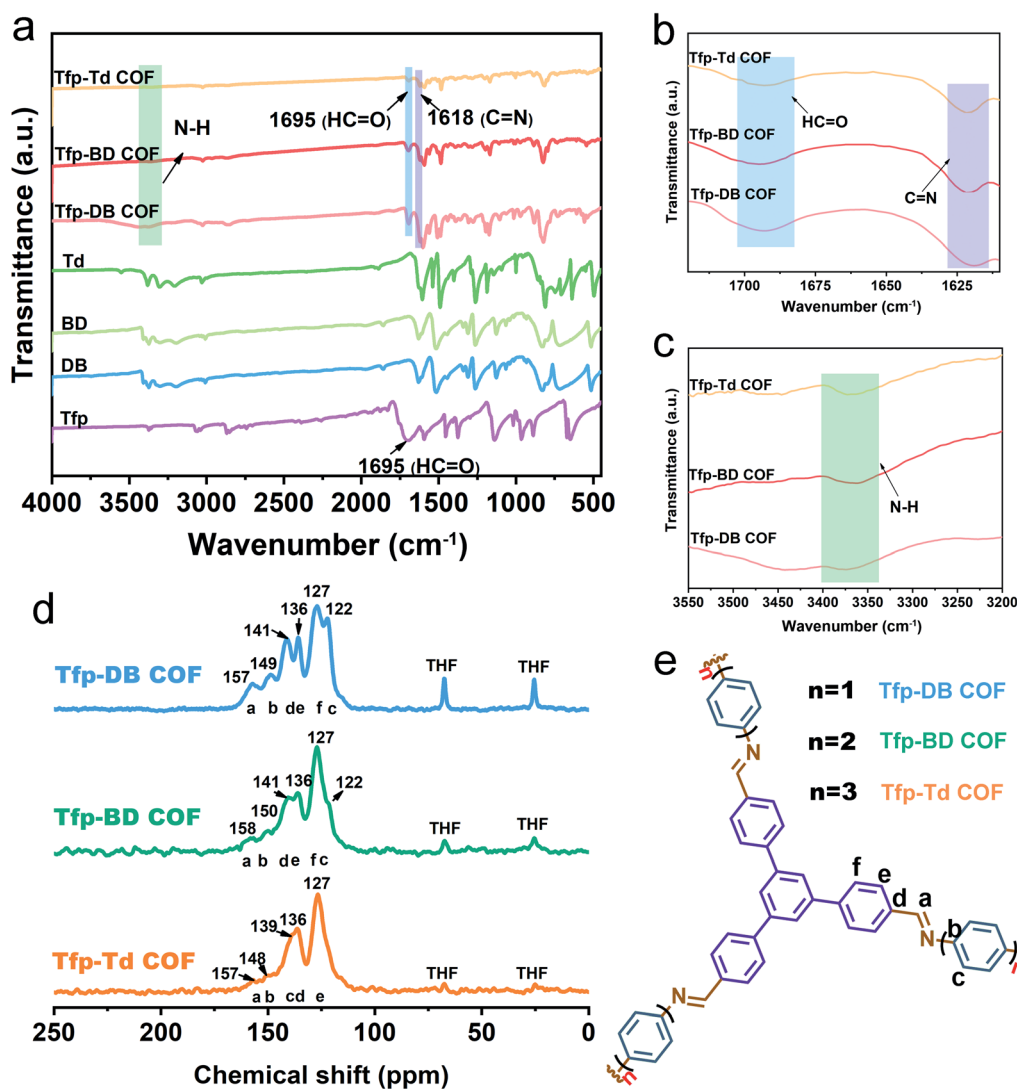 a
Tfp-Td COF
N-H
1695 (HC=O)
1618 (C=N)
Tfp-BD COF
Tfp-DB COF
Td
BD
DB
Tfp
1695 (HC=O)
Transmittance (a.u.)
4000 3500 3000 2500 2000 1500 1000 500
Wavenumber (cm-1)
b
Tfp-Td COF
HC=O
Tfp-BD COF
C=N
Tfp-DB COF
Transmittance (a.u.)
1700 1675 1650 1625
Wavenumber (cm-1)
c
Tfp-Td COF
Tfp-BD COF
N-H
Tfp-DB COF
Transmittance (a.u.)
3550 3500 3450 3400 3350 3300 3250 3200
Wavenumber (cm-1)
d
Tfp-DB COF
157 149 141 136 127 122 THF THF
a b d e f c
Tfp-BD COF
158 150 141 136 127 122 THF THF
a b d e f c
Tfp-Td COF
157 148 139 136 127 THF THF
a b c d e
250 200 150 100 50 0
Chemical shift (ppm)
e
n=1 Tfp-DB COF
n=2 Tfp-BD COF
n=3 Tfp-Td COF
n
N
f
e
d
a
N
b
c
n
N
n